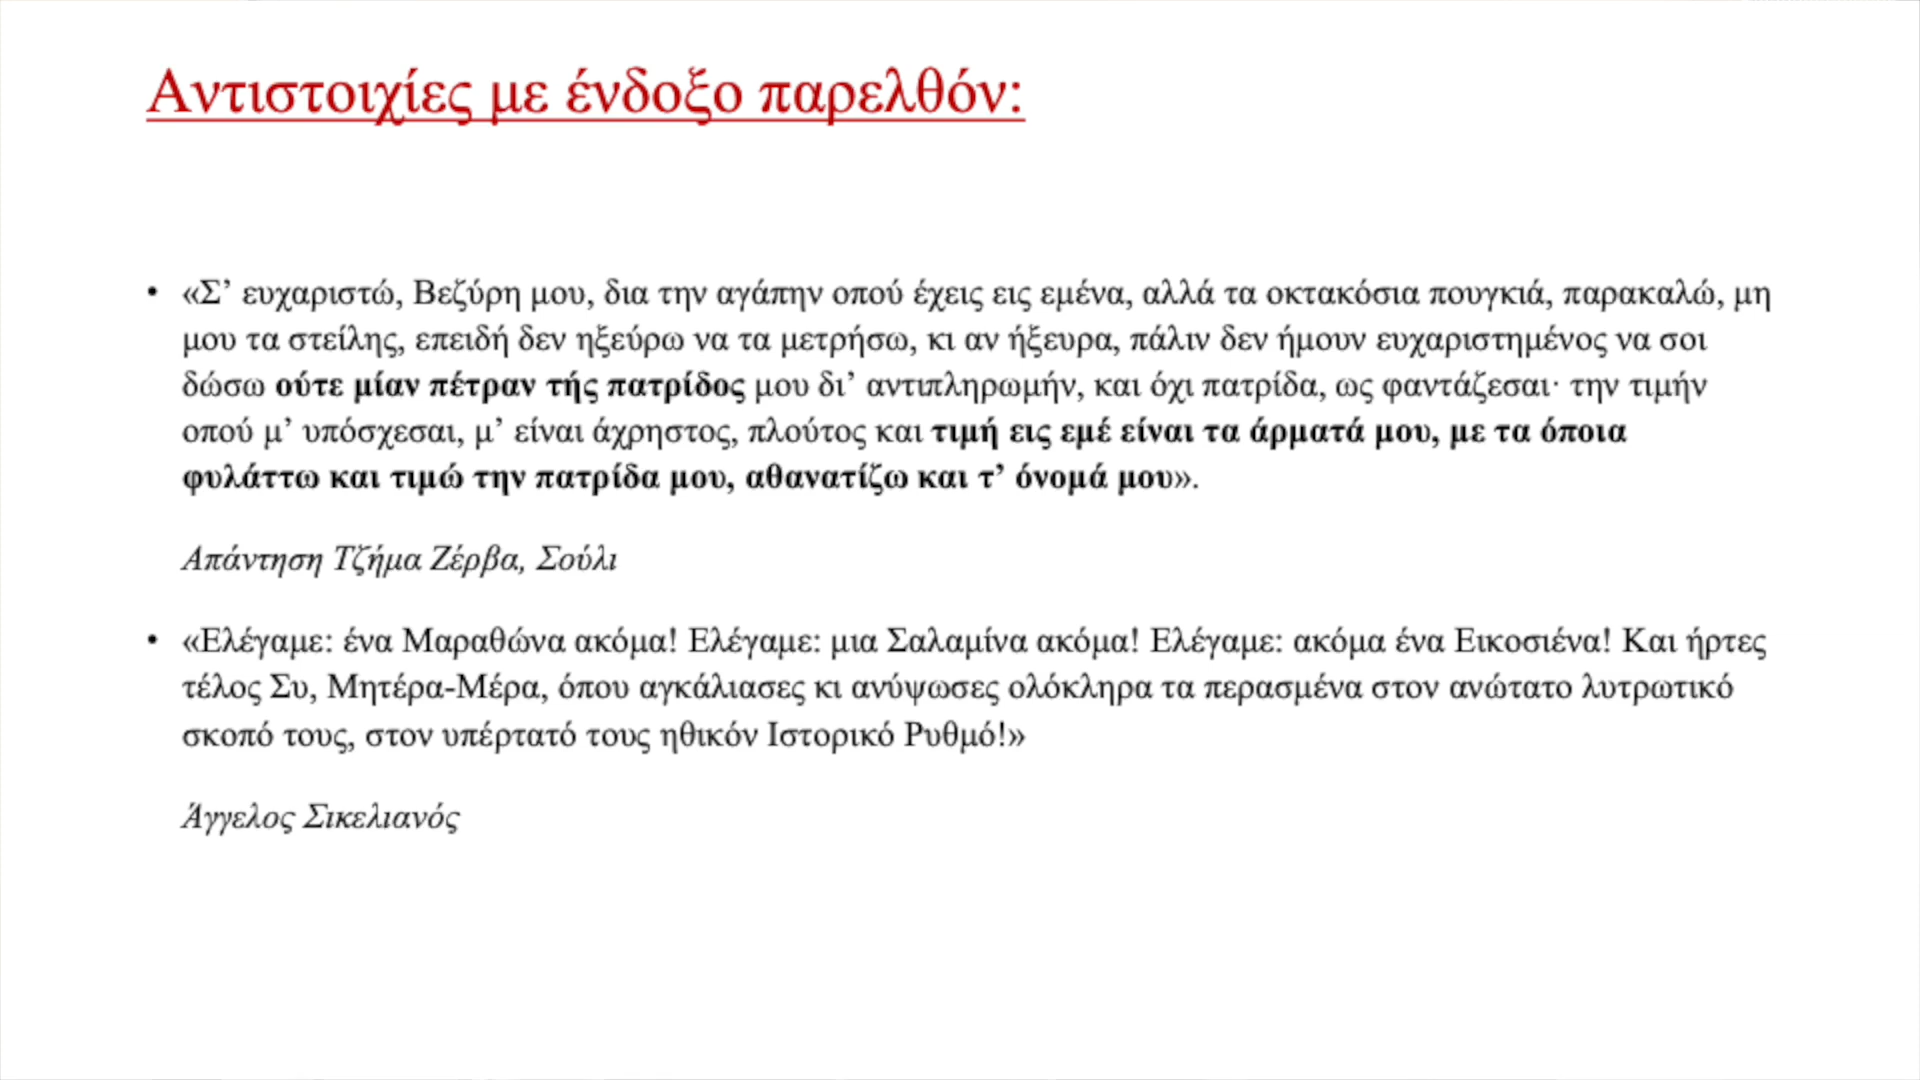 Αντιστοιχίες με ένδοξο παρελθόν:
• «Σ’ ευχαριστώ, Βεζύρη μου, δια την αγάπην οπού έχεις εις εμένα, αλλά τα οκτακόσια πουγκιά, παρακαλώ, μη
μου τα στείλης, επειδή δεν ηξεύρω να τα μετρήσω, κι αν ήξευρα, πάλιν δεν ήμουν ευχαριστημένος να σοι
δώσω ούτε μίαν πέτραν τής πατρίδος μου δι’ αντιπληρωμήν, και όχι πατρίδα, ως φαντάζεσαι· την τιμήν
οπού μ’ υπόσχεσαι, μ’ είναι άχρηστος, πλούτος και τιμή εις εμέ είναι τα άρματά μου, με τα όποια
φυλάττω και τιμώ την πατρίδα μου, αθανατίζω και τ’ όνομά μου».
Απάντηση Τζήμα Ζέρβα, Σούλι
• «Ελέγαμε: ένα Μαραθώνα ακόμα! Ελέγαμε: μια Σαλαμίνα ακόμα! Ελέγαμε: ακόμα ένα Εικοσιένα! Και ήρτες
τέλος Συ, Μητέρα-Μέρα, όπου αγκάλιασες κι ανύψωσες ολόκληρα τα περασμένα στον ανώτατο λυτρωτικό
σκοπό τους, στον υπέρτατό τους ηθικόν Ιστορικό Ρυθμό!»
Άγγελος Σικελιανός